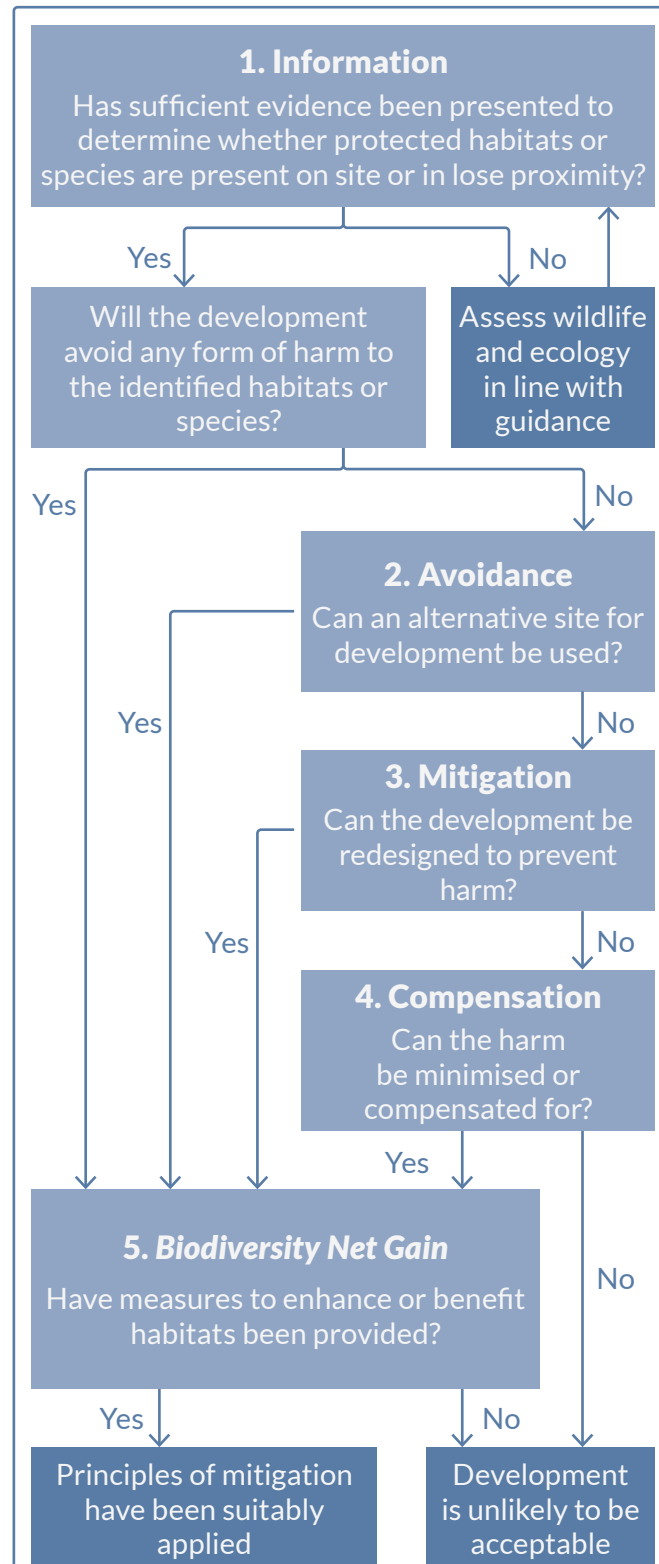 1. Information
Has sufficient evidence been presented to
determine whether protected habitats or
species are present on site or in lose proximity?
Yes
No
Will the development
avoid any form of harm to
the identified habitats or
species?
Assess wildlife
and ecology
in line with
guidance
Yes
No
2. Avoidance
Can an alternative site for
development be used?
Yes
No
3. Mitigation
Can the development be
redesigned to prevent
harm?
Yes
No
4. Compensation
Can the harm
be minimised or
compensated for?
Yes
No
5. Biodiversity Net Gain
Have measures to enhance or benefit
habitats been provided?
Yes
No
Principles of mitigation
have been suitably
applied
Development
is unlikely to be
acceptable